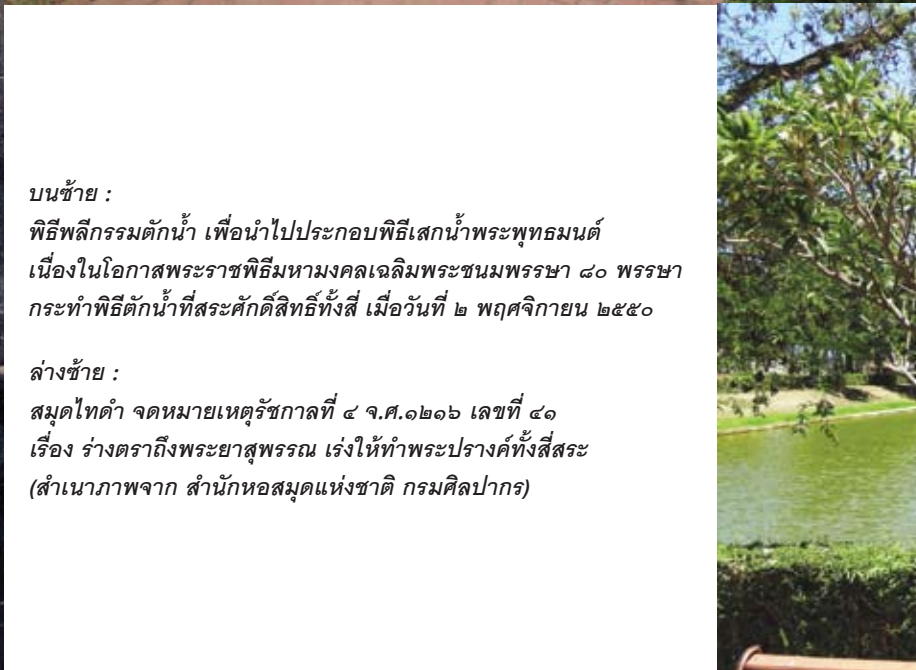 บนซ้าย :
พิธีพลีกรรมตักน้ำ เพื่อนำไปประกอบพิธีเสกน้ำพระพุทธมนต์
เนื่องในโอกาสพระราชพิธีมหามงคลเฉลิมพระชนมพรรษา ๘๐ พรรษา
กระทำพิธีตักน้ำที่สระศักดิ์สิทธิ์ทั้งสี่ เมื่อวันที่ ๒ พฤศจิกายน ๒๕๕๐
ล่างซ้าย :
สมุดไทดำ จดหมายเหตุรัชกาลที่ ๔ จ.ศ.๑๒๑๖ เลขที่ ๔๑
เรื่อง ร่างตราถึงพระยาสุพรรณ เร่งให้ทำพระปรางค์ทั้งสี่สระ
(สำเนาภาพจาก สำนักหอสมุดแห่งชาติ กรมศิลปากร)